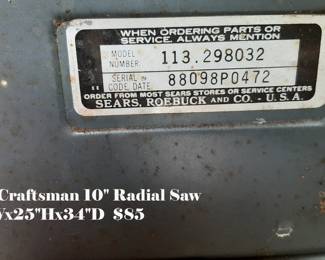 WHEN ORDERING PARTS OR
SERVICE, ALWAYS MENTION
MODEL NUMBER 113.298032
SERIAL CODE, DATE 88098P0472
ORDER FROM MOST SEARS STORES OR SERVICE CENTERS
SEARS, ROEBUCK AND CO. - U.S.A.
Craftsman 10" Radial Saw
x25"Hx34"D $85